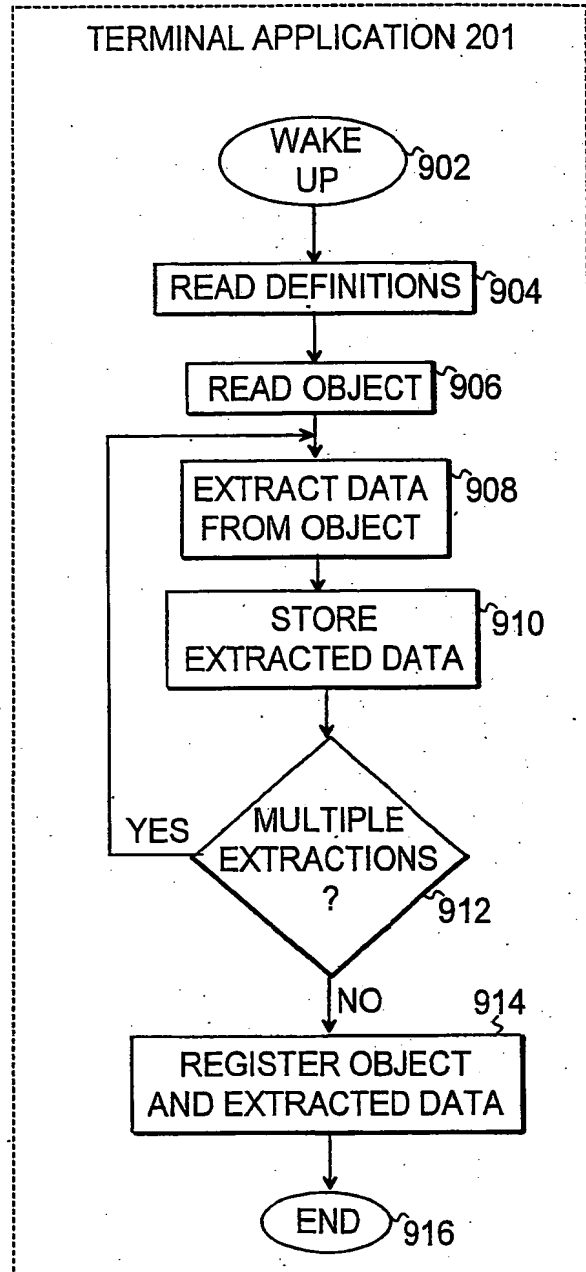 TERMINAL APPLICATION 201
WAKE
UP
902
READ DEFINITIONS
904
READ OBJECT
906
EXTRACT DATA
FROM OBJECT
908
STORE
EXTRACTED DATA
910
YES
MULTIPLE
EXTRACTIONS
?
912
NO
914
REGISTER OBJECT
AND EXTRACTED DATA
END
916